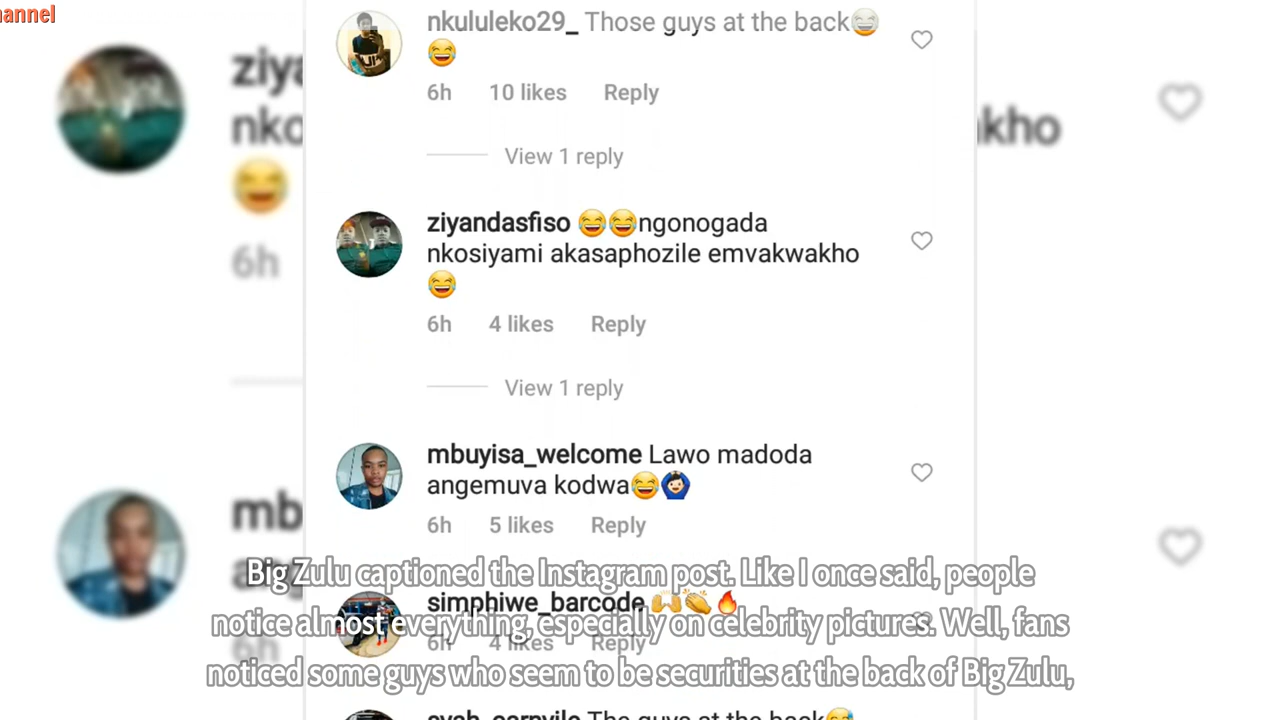 hannel
nkululeko29_ Those guys at the back😂
😂
6h 10 likes Reply
View 1 reply
ziyandasfiso 😂😂ngonogada
nkosiyami akasaphozile emvakwakho
😂
6h 4 likes Reply
View 1 reply
mbuyisa_welcome Lawo madoda
angemuva kodwa😂🙆🏻‍♂️
6h 5 likes Reply
Big Zulu captioned the Instagram post. Like I once said, people
simphiwe_barcode 🙌👏🔥
notice almost everything, especially on celebrity pictures. Well, fans
6h 4 likes Reply
noticed some guys who seem to be securities at the back of Big Zulu,
The guys at the back😂
ziya
nko
kho
😂
6h
mb
6h